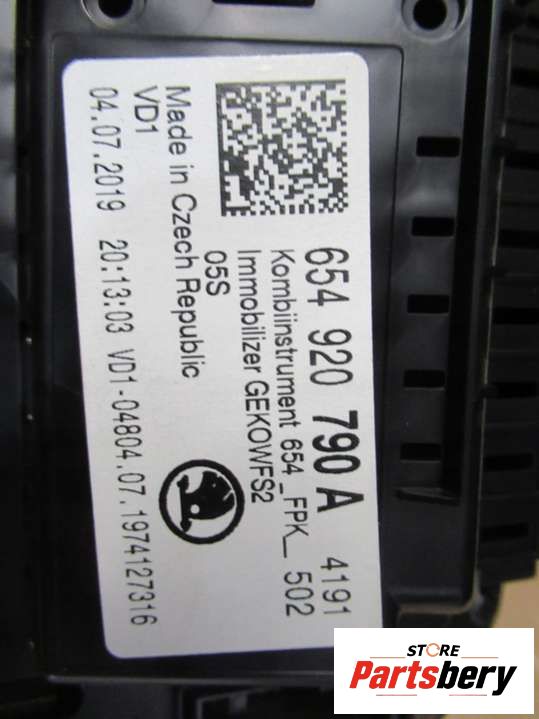 654 920 790 A 4191
Kombiinstrument 654_FPK_ 502
Immobilizer GEKOWFS2
05S
Made in Czech Republic
VD1
04.07.2019 20:13:03 VD1-04804.07.1974127316
STORE
Partsbery